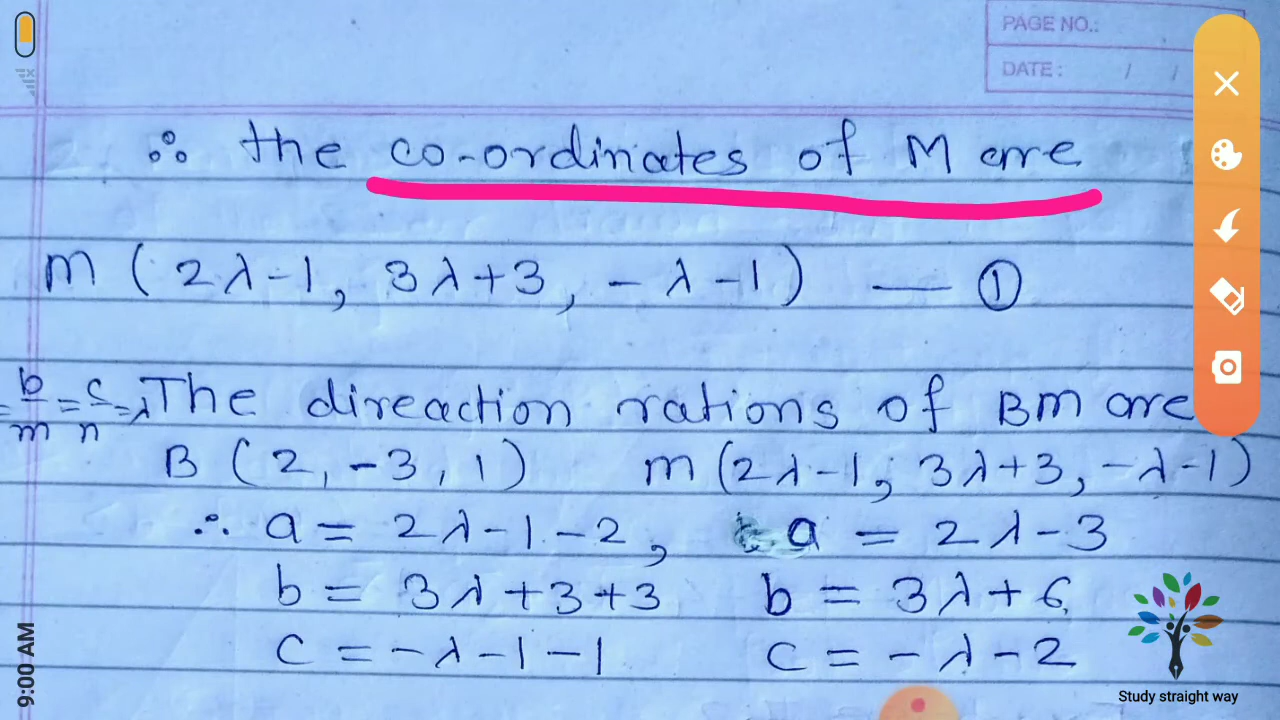 PAGE NO.:
DATE: / /
∴ the co-ordinates of M are
M (2λ-1, 3λ+3, -λ-1) — ①
= b/m = c/n = λ The direaction rations of BM are
B (2, -3, 1) M (2λ-1, 3λ+3, -λ-1)
∴ a = 2λ-1-2, a = 2λ-3
b = 3λ+3+3 b = 3λ+6
c = -λ-1-1 c = -λ-2
9:00 AM
Study straight way